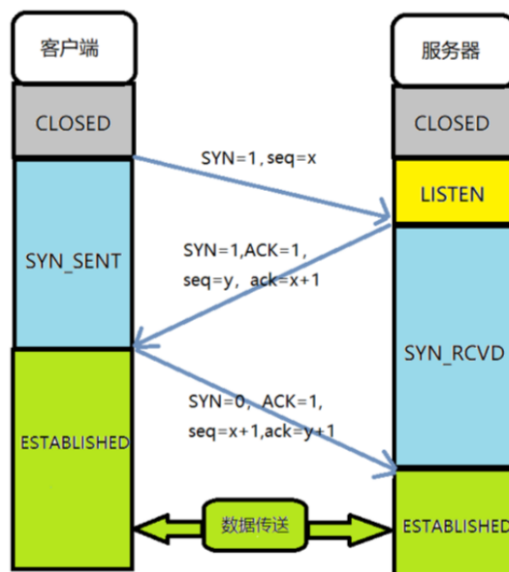 客户端
服务器
CLOSED
CLOSED
SYN=1, seq=x
LISTEN
SYN_SENT
SYN=1,ACK=1,
seq=y, ack=x+1
SYN_RCVD
SYN=0, ACK=1,
seq=x+1,ack=y+1
ESTABLISHED
数据传送
ESTABLISHED